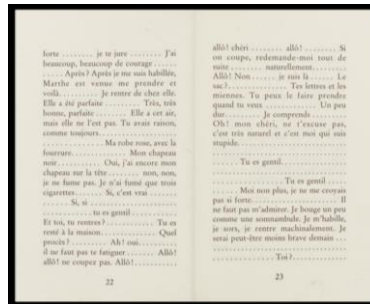 forte ........ je te jure ........ J'ai
beaucoup, beaucoup de courage ......
...... Après ? Après je me suis habillée,
Marthe est venue me prendre et
voilà....... Je rentre de chez elle.
Elle a été parfaite ......... Très, très
bonne, parfaite ........ Elle a cet air,
mais elle ne l'est pas. Tu avais raison,
comme toujours..................
................ Ma robe rose, avec la
fourrure............ Mon chapeau
noir ...... Oui, j'ai encore mon
chapeau sur la tête ........ non, non,
je ne fume pas. Je n'ai fumé que trois
cigarettes ...... Si, c'est vrai ......
........ Si, si ..................
............ tu es gentil ..........
Et toi, tu rentres ? ......... Tu es
resté à la maison........... Quel
procès ? ...... Ah ! oui..........
il ne faut pas te fatiguer ...... Allô !
allô ! ne coupez pas. Allô !.........
22
allô ! chéri ........ allô ! ...... Si
on coupe, redemande-moi tout de
suite ........ naturellement........
Allô ! Non ..... je suis là ...... Le
sac ?............ Tes lettres et les
miennes. Tu peux le faire prendre
quand tu veux ............ Un peu
dur......... Je comprends .........
Oh ! mon chéri, ne t'excuse pas,
c'est très naturel et c'est moi qui suis
stupide.........................
..............................
........ Tu es gentil..............
..............................
................ Tu es gentil ......
...... Moi non plus, je ne me croyais
pas si forte.................... Il
ne faut pas m'admirer. Je bouge un peu
comme une somnambule. Je m'habille,
je sors, je rentre machinalement. Je
serai peut-être moins brave demain ...
..............................
................ Toi ?............
23